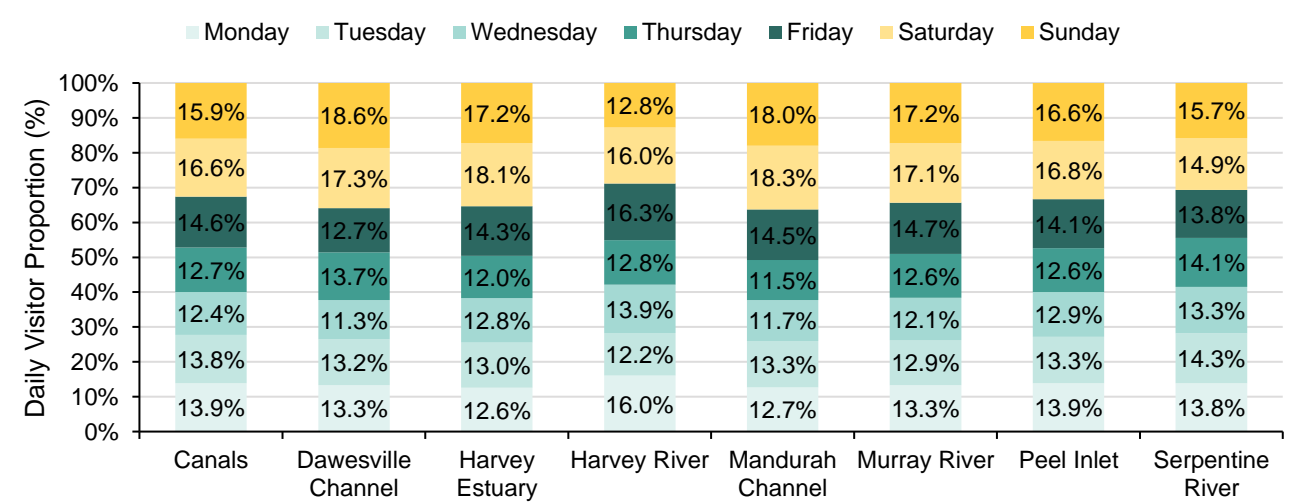 Monday Tuesday Wednesday Thursday Friday Saturday Sunday
Daily Visitor Proportion (%)
100%
90%
80%
70%
60%
50%
40%
30%
20%
10%
0%
15.9% 18.6% 17.2% 12.8% 18.0% 17.2% 16.6% 15.7%
16.6% 17.3% 18.1% 16.0% 18.3% 17.1% 16.8% 14.9%
14.6% 12.7% 14.3% 16.3% 14.5% 14.7% 14.1% 13.8%
12.7% 13.7% 12.0% 12.8% 11.5% 12.6% 12.6% 14.1%
12.4% 11.3% 12.8% 13.9% 11.7% 12.1% 12.9% 13.3%
13.8% 13.2% 13.0% 12.2% 13.3% 12.9% 13.3% 14.3%
13.9% 13.3% 12.6% 16.0% 12.7% 13.3% 13.9% 13.8%
Canals Dawesville Harvey Harvey River Mandurah Murray River Peel Inlet Serpentine
Channel Estuary Channel River